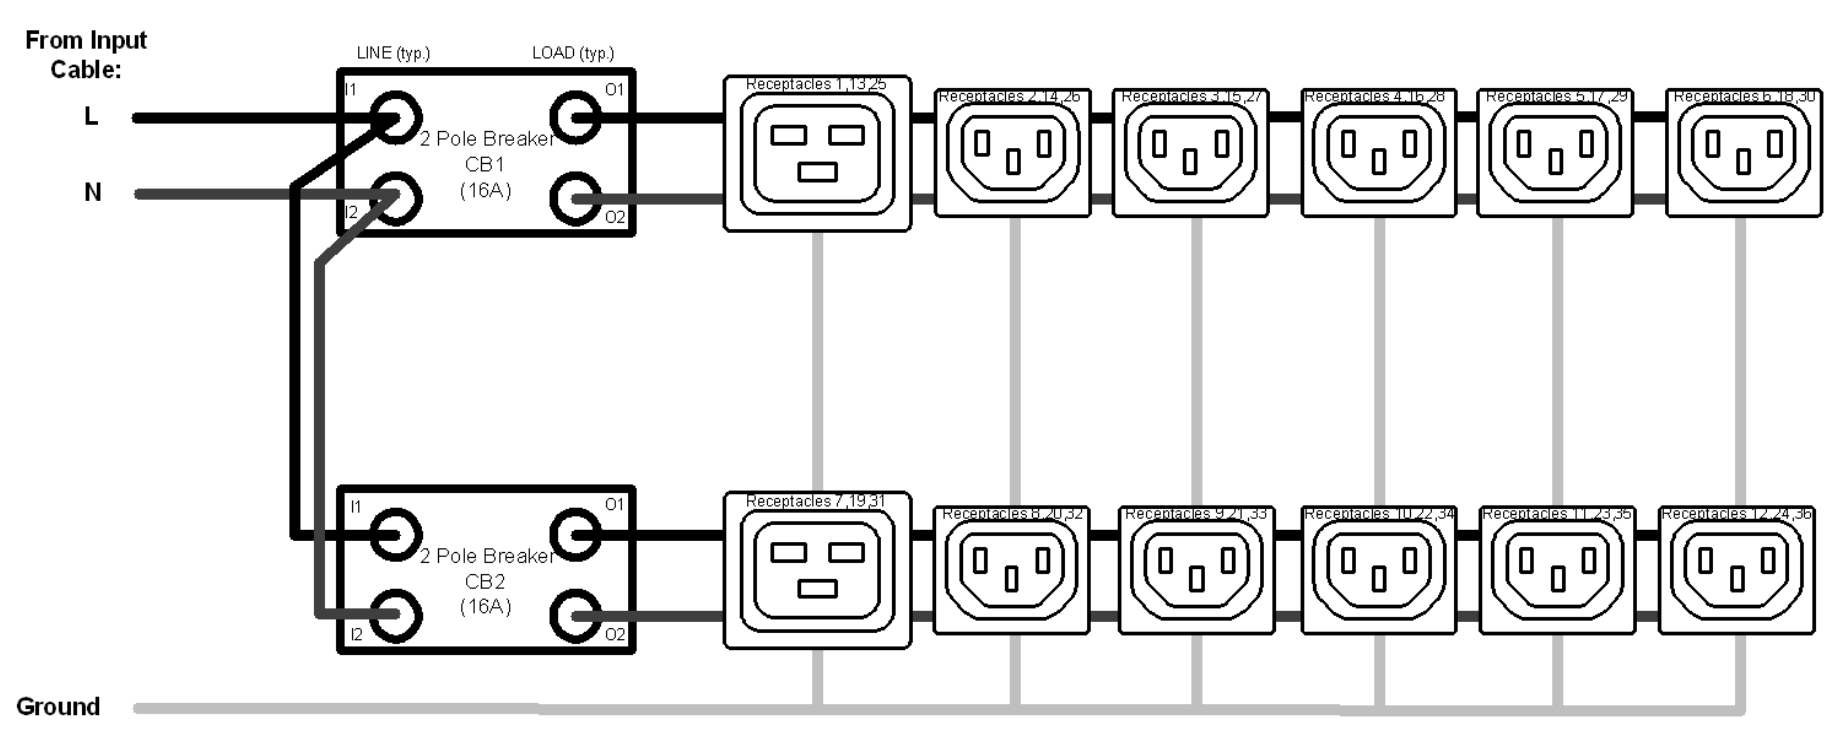 From Input
Cable:
LINE (typ.)
LOAD (typ.)
L
N
I1
O1
2 Pole Breaker
CB1
(16A)
I2
O2
Receptacles 1,13,25
Receptacles 2,14,26
Receptacles 3,15,27
Receptacles 4,16,28
Receptacles 5,17,29
Receptacles 6,18,30
I1
O1
2 Pole Breaker
CB2
(16A)
I2
O2
Receptacles 7,19,31
Receptacles 8,20,32
Receptacles 9,21,33
Receptacles 10,22,34
Receptacles 11,23,35
Receptacles 12,24,36
Ground